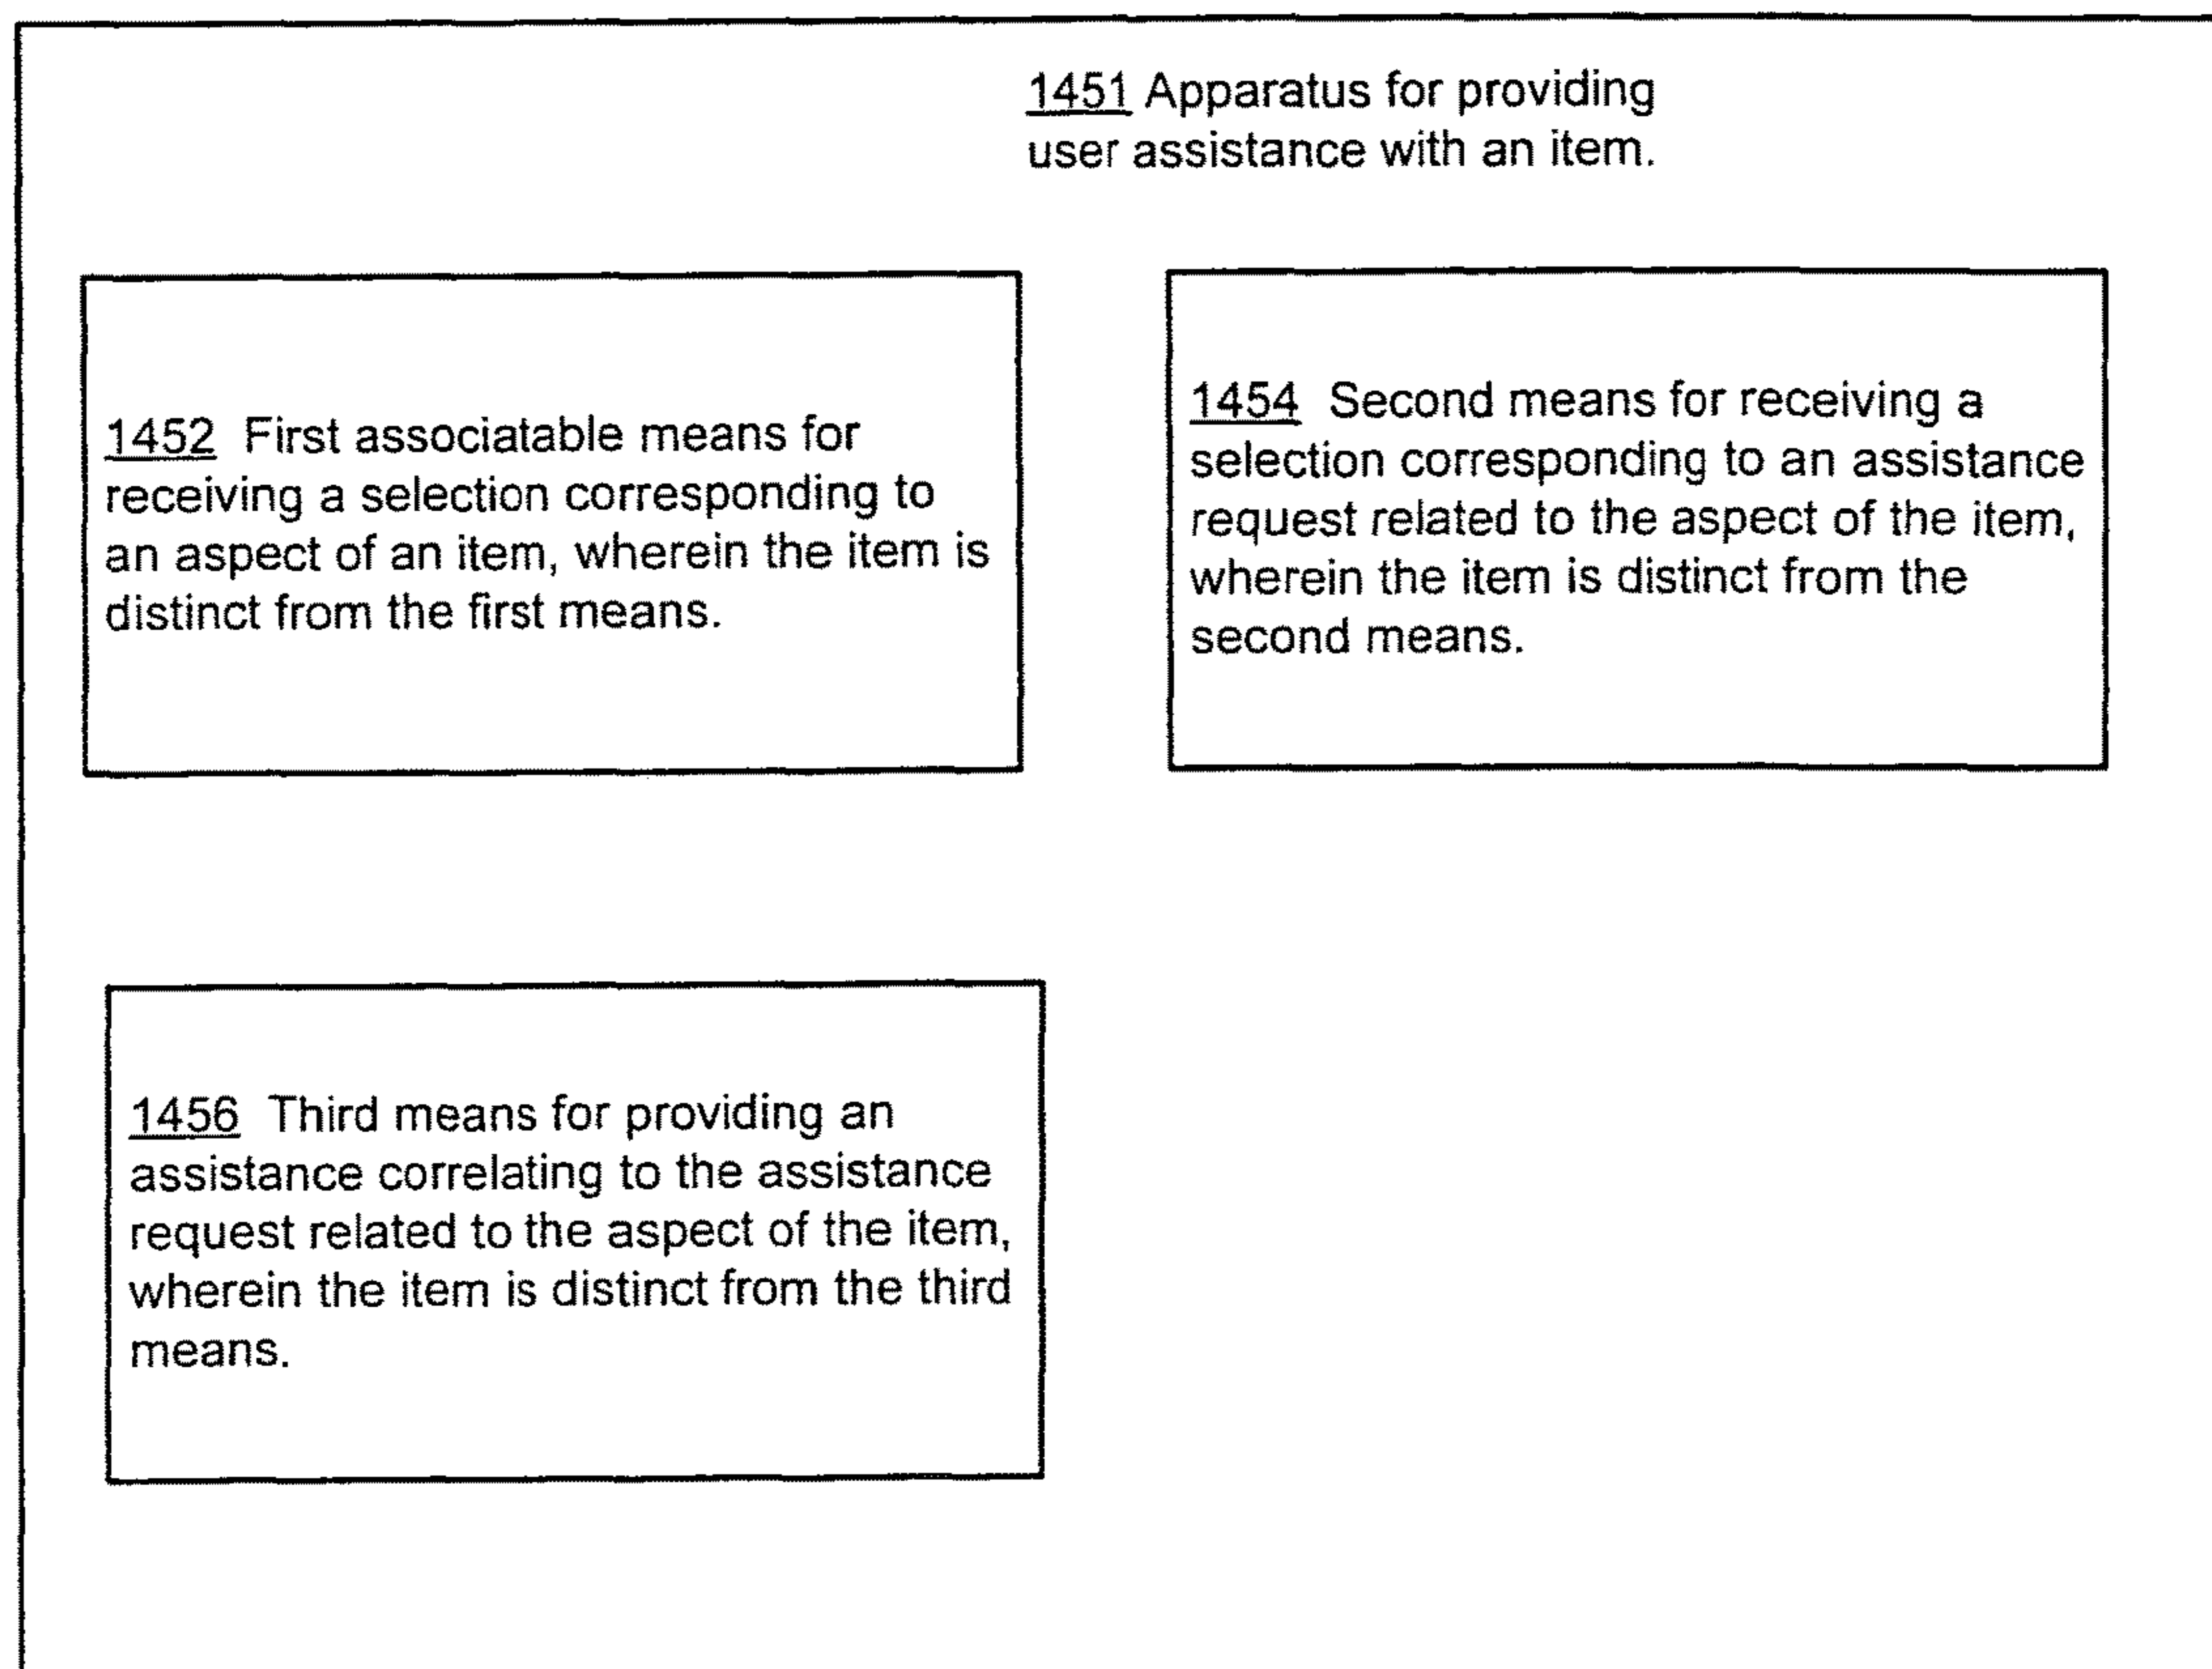 1451 Apparatus for providing
user assistance with an item.
1452 First associatable means for
receiving a selection corresponding to
an aspect of an item, wherein the item is
distinct from the first means.
1454 Second means for receiving a
selection corresponding to an assistance
request related to the aspect of the item,
wherein the item is distinct from the
second means.
1456 Third means for providing an
assistance correlating to the assistance
request related to the aspect of the item,
wherein the item is distinct from the third
means.